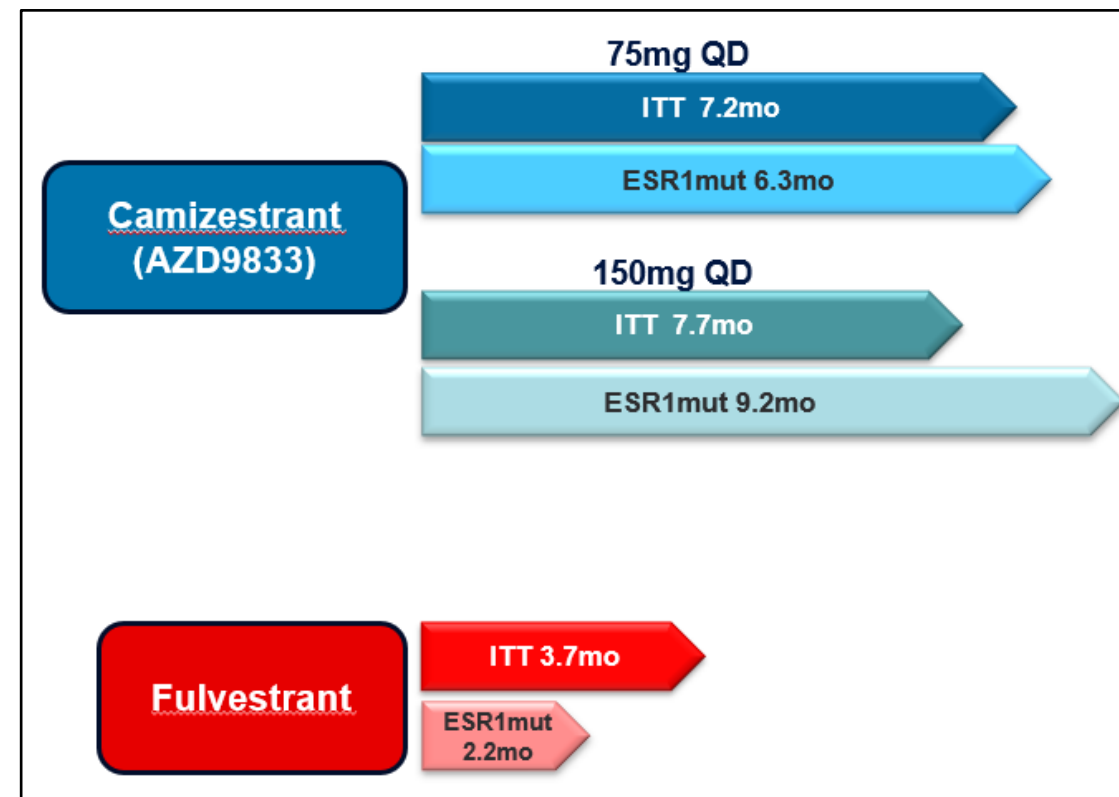 75mg QD
ITT 7.2mo
ESR1mut 6.3mo
Camizestrant
(AZD9833)
150mg QD
ITT 7.7mo
ESR1mut 9.2mo
ITT 3.7mo
Fulvestrant
ESR1mut
2.2mo